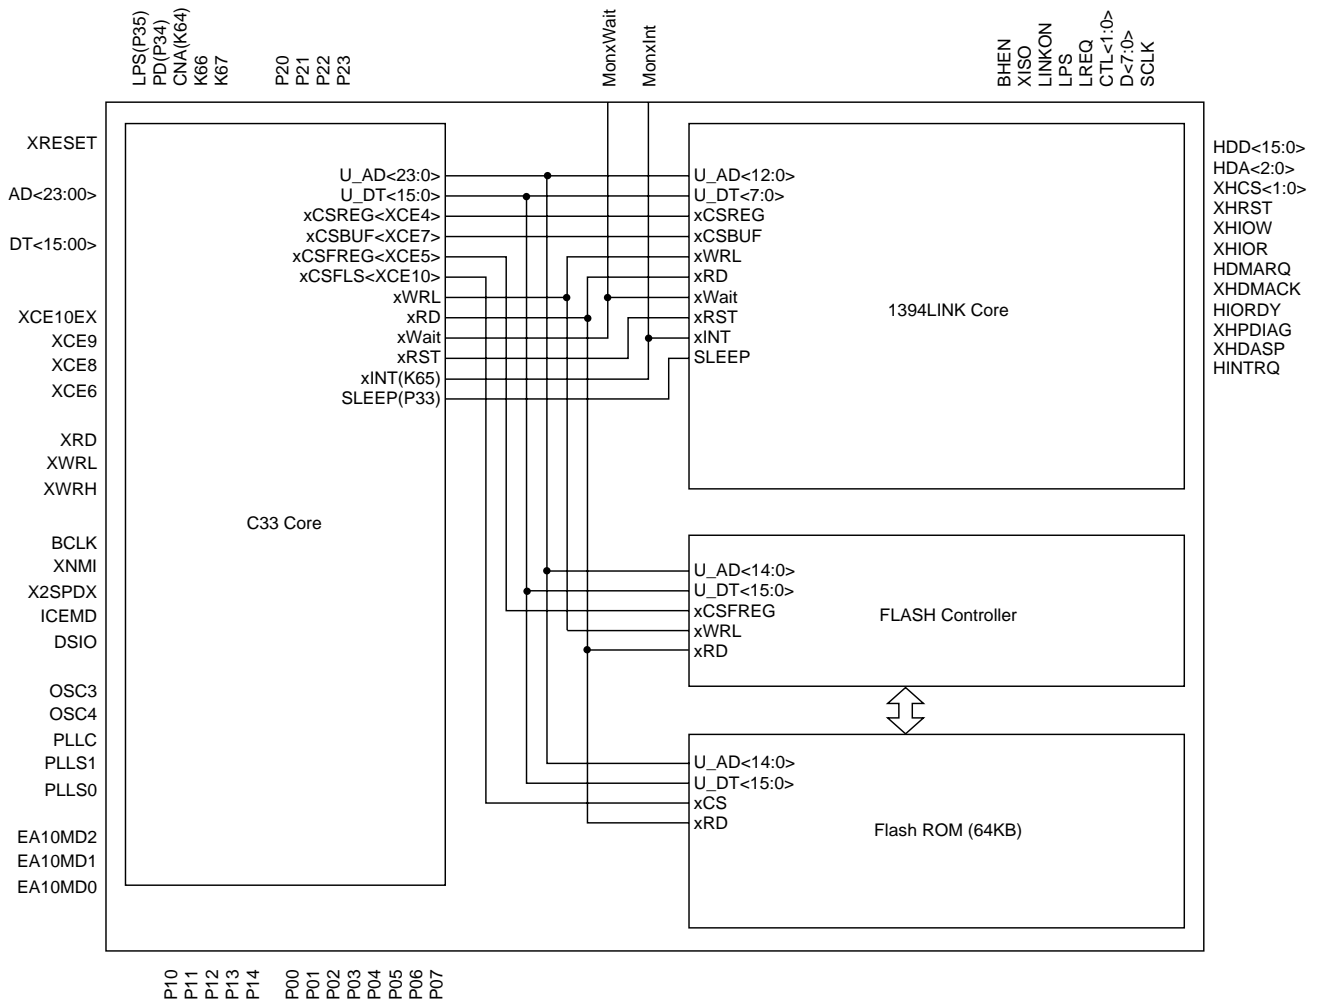 LPS(P35)
PD(P34)
CNA(K64)
K66
K67
P20
P21
P22
P23
MonxWait
MonxInt
BHEN
XISO
LINKON
LPS
LREQ
CTL<1:0>
D<7:0>
SCLK
XRESET
AD<23:00>
DT<15:00>
XCE10EX
XCE9
XCE8
XCE6
XRD
XWRL
XWRH
BCLK
XNMI
X2SPDX
ICEMD
DSIO
OSC3
OSC4
PLLC
PLLS1
PLLS0
EA10MD2
EA10MD1
EA10MD0
U_AD<23:0>
U_DT<15:0>
xCSREG<XCE4>
xCSBUF<XCE7>
xCSFREG<XCE5>
xCSFLS<XCE10>
xWRL
xRD
xWait
xRST
xINT(K65)
SLEEP(P33)
C33 Core
U_AD<12:0>
U_DT<7:0>
xCSREG
xCSBUF
xWRL
xRD
xWait
xRST
xINT
SLEEP
1394LINK Core
U_AD<14:0>
U_DT<15:0>
xCSFREG
xWRL
xRD
FLASH Controller
U_AD<14:0>
U_DT<15:0>
xCS
xRD
Flash ROM (64KB)
HDD<15:0>
HDA<2:0>
XHCS<1:0>
XHRST
XHIOW
XHIOR
HDMARQ
XHDMACK
HIORDY
XHPDIAG
XHDASP
HINTRQ
P10
P11
P12
P13
P14
P00
P01
P02
P03
P04
P05
P06
P07